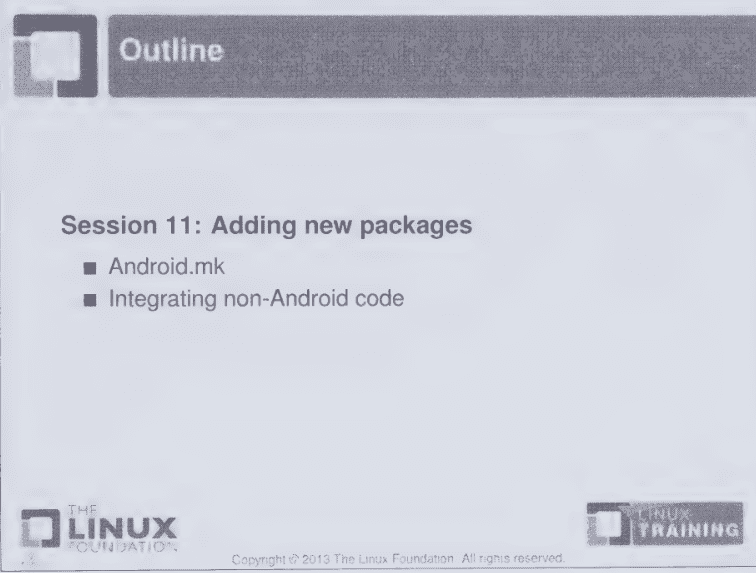 Outline
Session 11: Adding new packages
■ Android.mk
■ Integrating non-Android code
THE
LINUX
FOUNDATION
LINUX
TRAINING
Copyright © 2013 The Linux Foundation. All rights reserved.